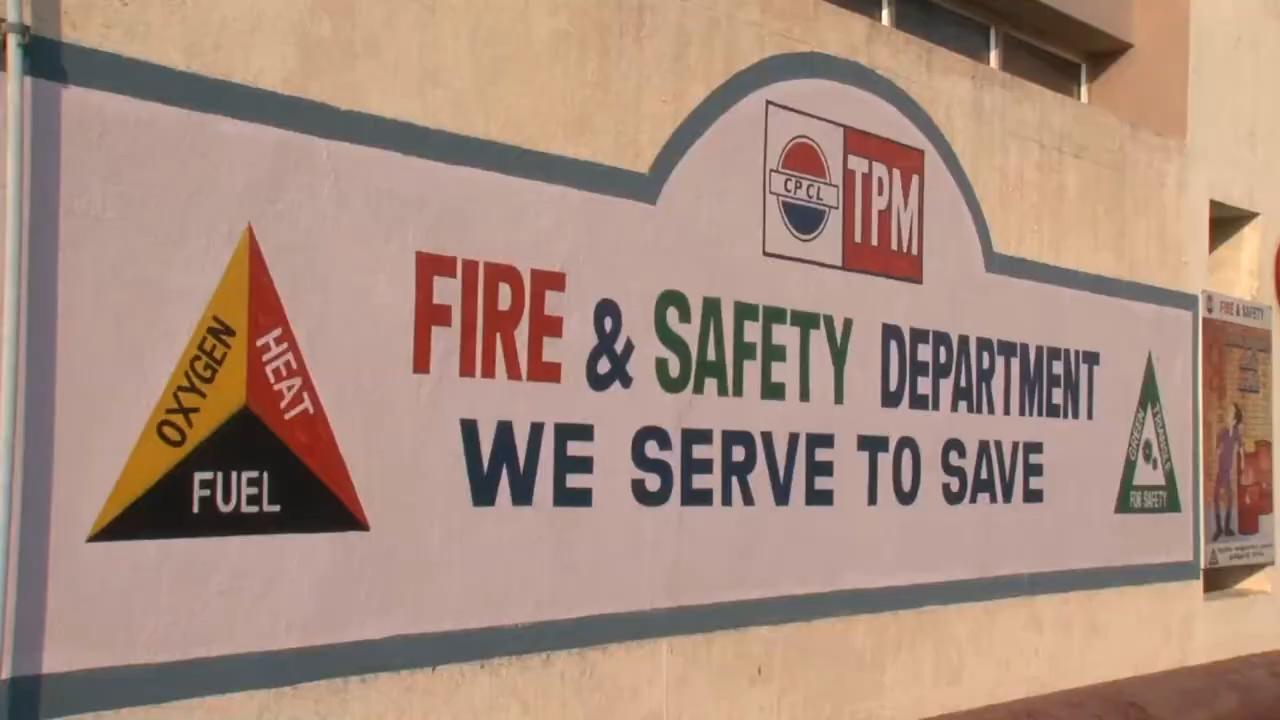 CPCL TPM
FIRE & SAFETY DEPARTMENT
WE SERVE TO SAVE
OXYGEN
HEAT
FUEL
GREEN TRIANGLE
FOR SAFETY
FIRE & SAFETY